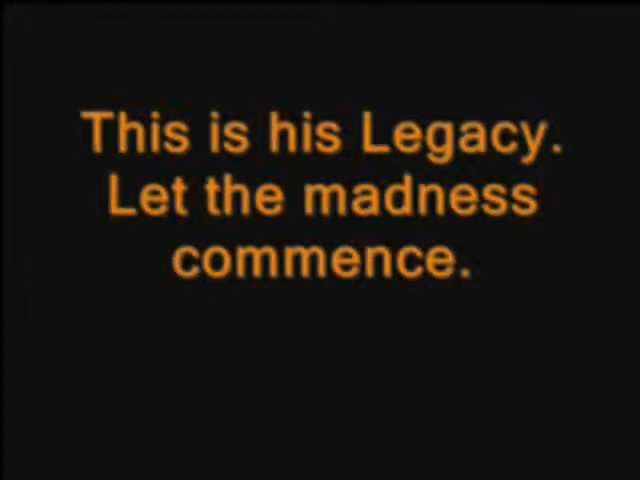 This is his Legacy.
Let the madness
commence.